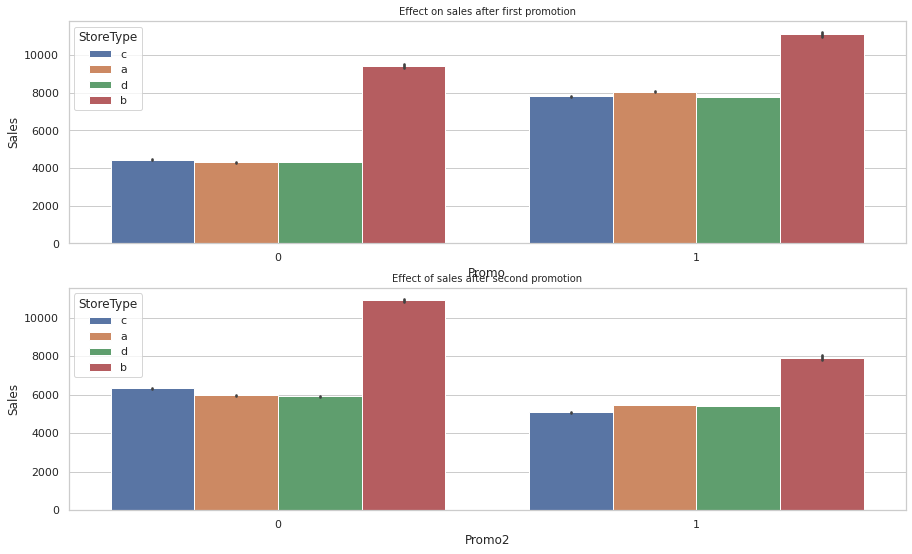 Effect on sales after first promotion
StoreType
c
a
d
b
10000
8000
6000
4000
2000
0
Sales
0
1
Promo
Effect of sales after second promotion
StoreType
c
a
d
b
10000
8000
6000
4000
2000
0
Sales
0
1
Promo2